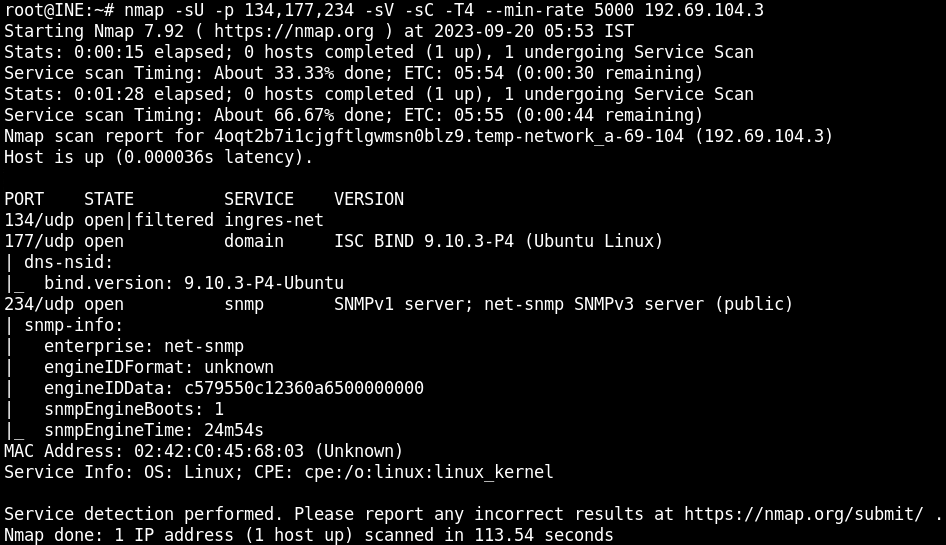 root@INE:~# nmap -sU -p 134,177,234 -sV -sC -T4 --min-rate 5000 192.69.104.3
Starting Nmap 7.92 ( https://nmap.org ) at 2023-09-20 05:53 IST
Stats: 0:00:15 elapsed; 0 hosts completed (1 up), 1 undergoing Service Scan
Service scan Timing: About 33.33% done; ETC: 05:54 (0:00:30 remaining)
Stats: 0:01:28 elapsed; 0 hosts completed (1 up), 1 undergoing Service Scan
Service scan Timing: About 66.67% done; ETC: 05:55 (0:00:44 remaining)
Nmap scan report for 4oqt2b7i1cjgftlgwmsn0blz9.temp-network_a-69-104 (192.69.104.3)
Host is up (0.000036s latency).

PORT    STATE         SERVICE    VERSION
134/udp open|filtered ingres-net
177/udp open          domain     ISC BIND 9.10.3-P4 (Ubuntu Linux)
| dns-nsid:
|_  bind.version: 9.10.3-P4-Ubuntu
234/udp open          snmp       SNMPv1 server; net-snmp SNMPv3 server (public)
| snmp-info:
|   enterprise: net-snmp
|   engineIDFormat: unknown
|   engineIDData: c579550c12360a6500000000
|   snmpEngineBoots: 1
|_  snmpEngineTime: 24m54s
MAC Address: 02:42:C0:45:68:03 (Unknown)
Service Info: OS: Linux; CPE: cpe:/o:linux:linux_kernel

Service detection performed. Please report any incorrect results at https://nmap.org/submit/ .
Nmap done: 1 IP address (1 host up) scanned in 113.54 seconds